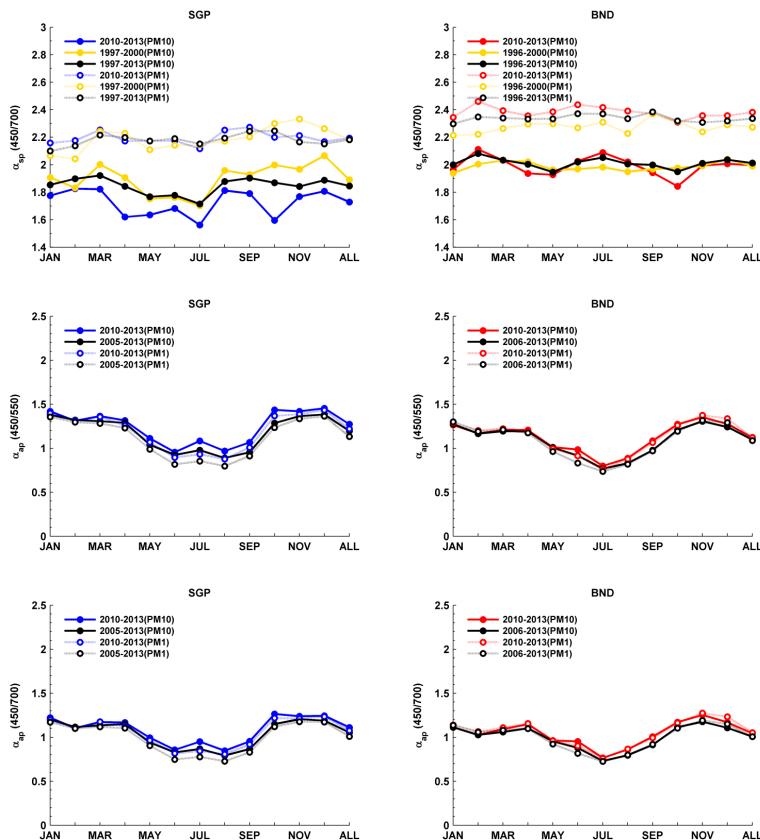 SGP
3
2.8
2.6
2.4
2.2
2
1.8
1.6
1.4
α_sp (450/700)
2010-2013(PM10)
1997-2000(PM10)
1997-2013(PM10)
2010-2013(PM1)
1997-2000(PM1)
1997-2013(PM1)
JAN MAR MAY JUL SEP NOV ALL
BND
3
2.8
2.6
2.4
2.2
2
1.8
1.6
1.4
α_sp (450/700)
2010-2013(PM10)
1996-2000(PM10)
1996-2013(PM10)
2010-2013(PM1)
1996-2000(PM1)
1996-2013(PM1)
JAN MAR MAY JUL SEP NOV ALL
SGP
2.5
2
1.5
1
0.5
0
α_ap (450/550)
2010-2013(PM10)
2005-2013(PM10)
2010-2013(PM1)
2005-2013(PM1)
JAN MAR MAY JUL SEP NOV ALL
BND
2.5
2
1.5
1
0.5
0
α_ap (450/550)
2010-2013(PM10)
2006-2013(PM10)
2010-2013(PM1)
2006-2013(PM1)
JAN MAR MAY JUL SEP NOV ALL
SGP
2.5
2
1.5
1
0.5
0
α_ap (450/700)
2010-2013(PM10)
2005-2013(PM10)
2010-2013(PM1)
2005-2013(PM1)
JAN MAR MAY JUL SEP NOV ALL
BND
2.5
2
1.5
1
0.5
0
α_ap (450/700)
2010-2013(PM10)
2006-2013(PM10)
2010-2013(PM1)
2006-2013(PM1)
JAN MAR MAY JUL SEP NOV ALL